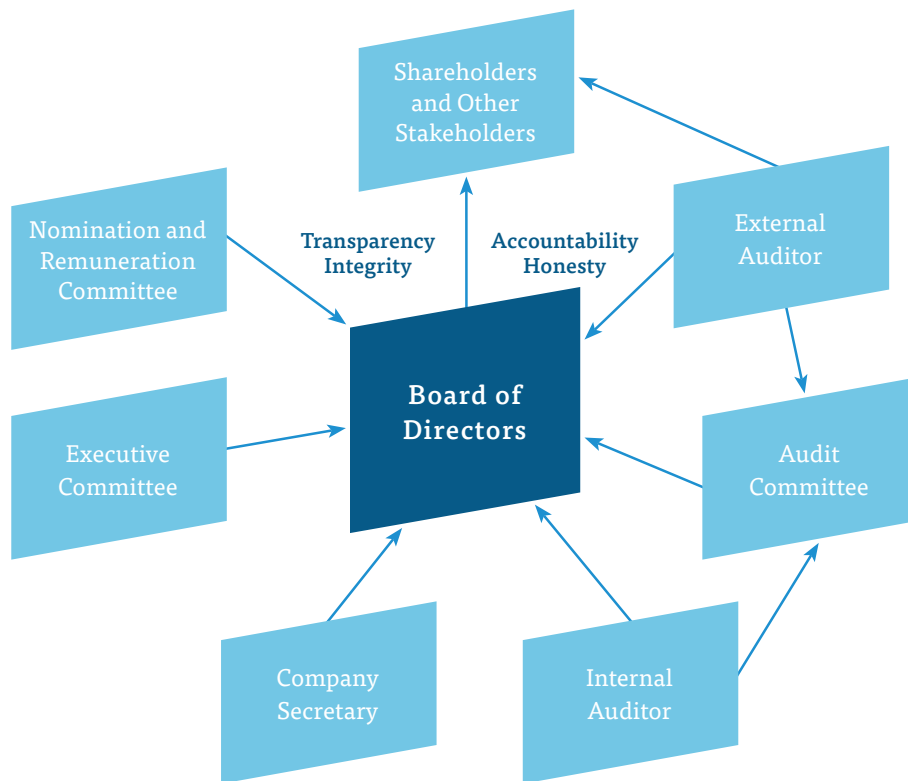 Shareholders
and Other
Stakeholders
Nomination and
Remuneration
Committee
Transparency
Integrity
Accountability
Honesty
External
Auditor
Board of
Directors
Executive
Committee
Audit
Committee
Company
Secretary
Internal
Auditor